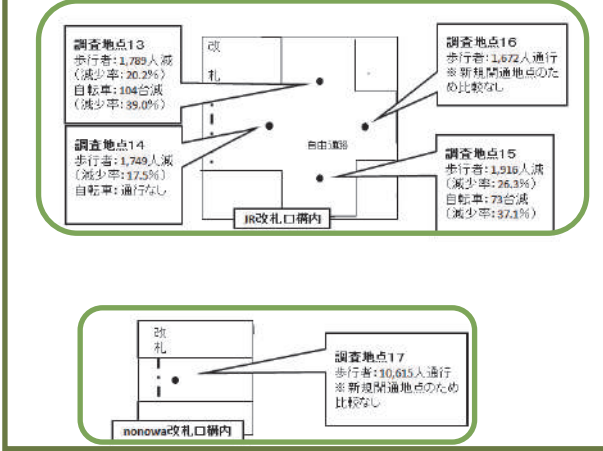 調査地点13
歩行者：1,789人減
（減少率：20.2％）
自転車：104台減
（減少率：39.0％）
調査地点14
歩行者：1,749人減
（減少率：17.5％）
自転車：通行なし
改
札
自由通路
調査地点16
歩行者：1,672人通行
※新規開通地点のた
め比較なし
調査地点15
歩行者：1,916人減
（減少率：26.3％）
自転車：73台減
（減少率：37.1％）
JR改札口構内
改
札
調査地点17
歩行者：10,615人通行
※新規開通地点のため
比較なし
nonowa改札口構内